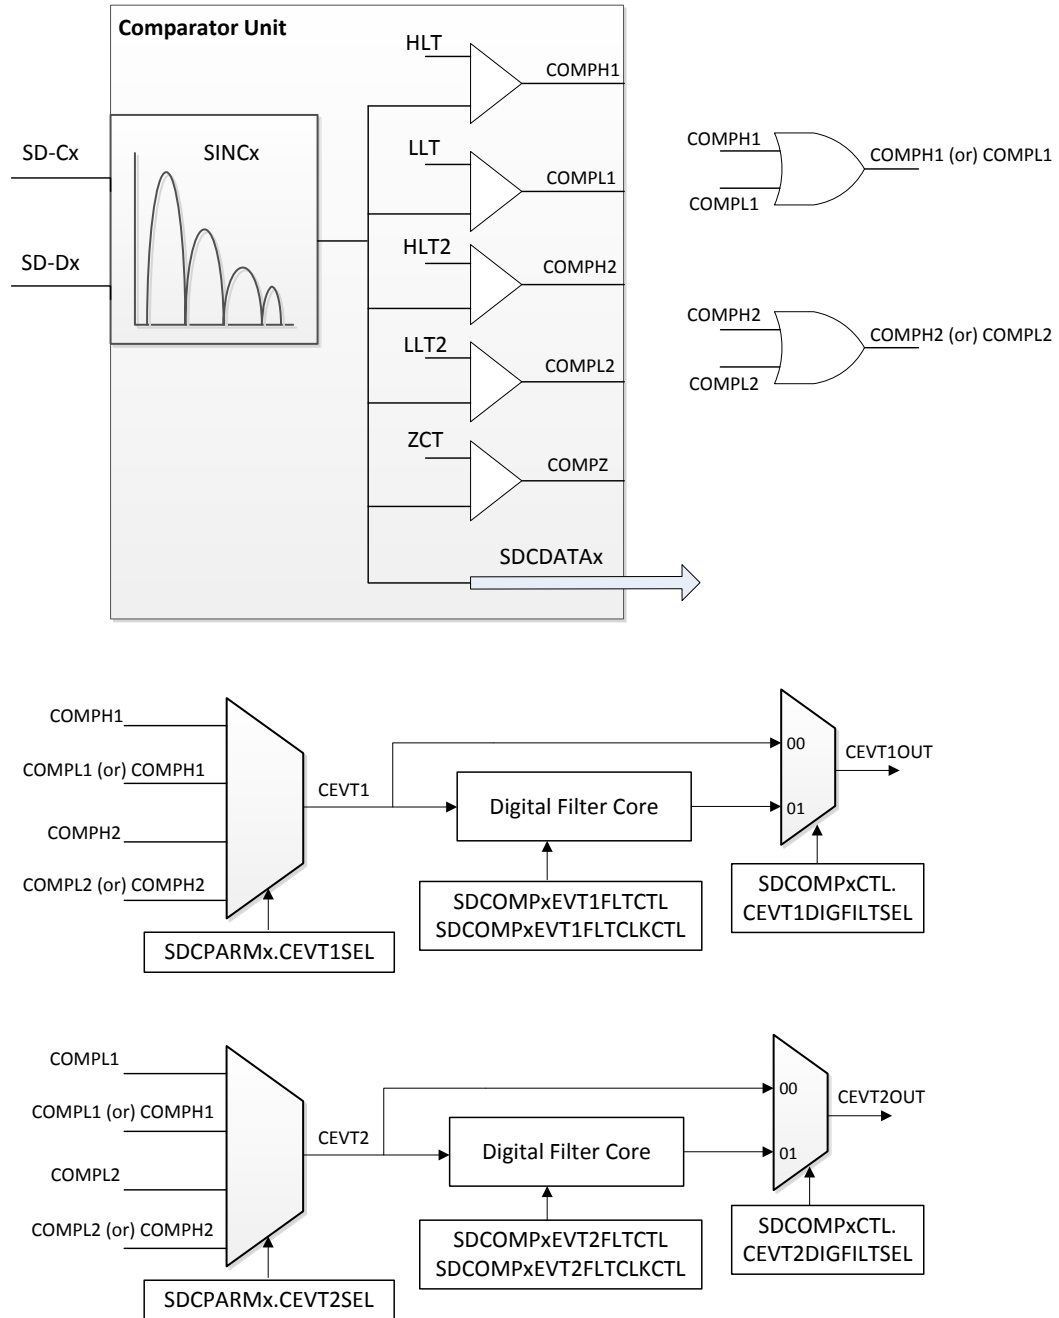 Comparator Unit
HLT
COMPH1
SD-Cx
SINCx
LLT
COMPL1
SD-Dx
HLT2
COMPH2
LLT2
COMPL2
ZCT
COMPZ
SDCDATAx
COMPH1
COMPL1
COMPH1 (or) COMPL1
COMPH2
COMPL2
COMPH2 (or) COMPL2
COMPH1
COMPL1 (or) COMPH1
COMPH2
COMPL2 (or) COMPH2
CEVT1
Digital Filter Core
00
01
CEVT1OUT
SDCPARMx.CEVT1SEL
SDCOMPxEVT1FLTCTL
SDCOMPxEVT1FLTCLKCTL
SDCOMPxCTL.
CEVT1DIGFILTSEL
COMPL1
COMPL1 (or) COMPH1
COMPL2
COMPL2 (or) COMPH2
CEVT2
Digital Filter Core
00
01
CEVT2OUT
SDCPARMx.CEVT2SEL
SDCOMPxEVT2FLTCTL
SDCOMPxEVT2FLTCLKCTL
SDCOMPxCTL.
CEVT2DIGFILTSEL